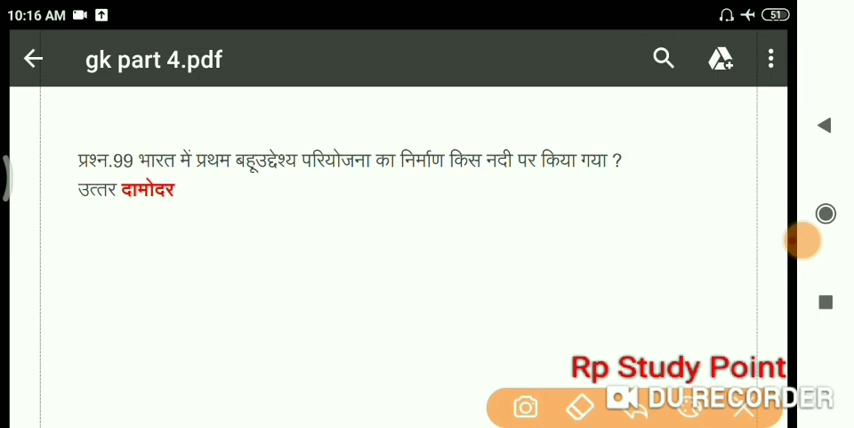 10:16 AM 51
gk part 4.pdf
प्रश्न.99 भारत में प्रथम बहूउद्देश्य परियोजना का निर्माण किस नदी पर किया गया ?
उत्तर दामोदर
Rp Study Point
DU RECORDER